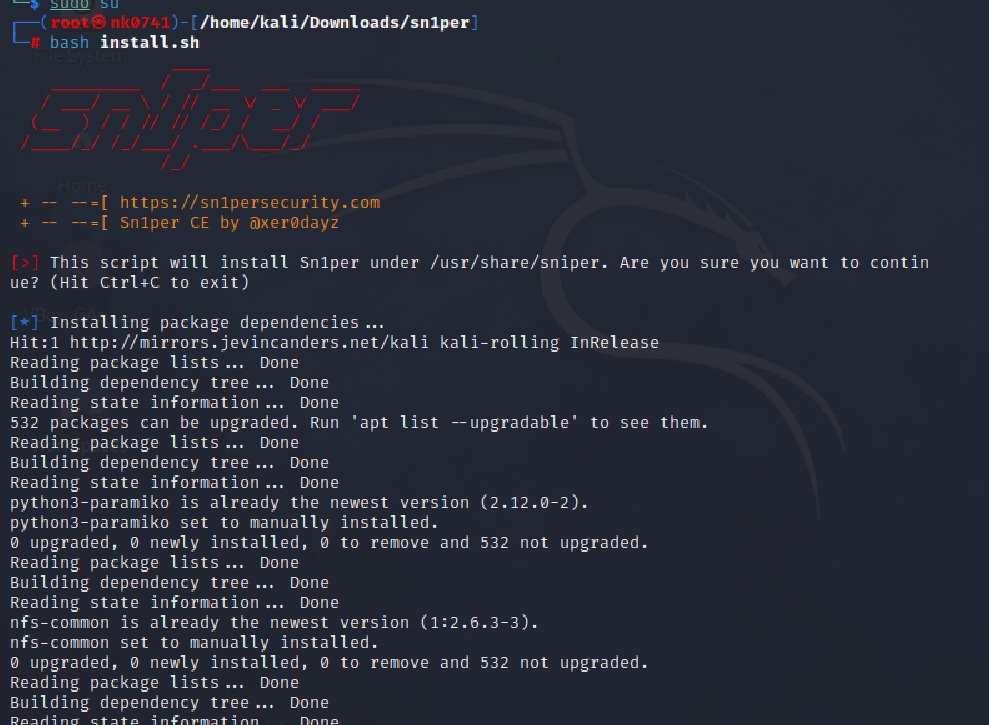 └─$ sudo su
┌──(root㉿nk0741)-[/home/kali/Downloads/sn1per]
└─# bash install.sh
+ -- --=[ https://sn1persecurity.com
+ -- --=[ Sn1per CE by @xer0dayz
[>] This script will install Sn1per under /usr/share/sniper. Are you sure you want to contin
ue? (Hit Ctrl+C to exit)
[*] Installing package dependencies...
Hit:1 http://mirrors.jevincanders.net/kali kali-rolling InRelease
Reading package lists... Done
Building dependency tree... Done
Reading state information... Done
532 packages can be upgraded. Run 'apt list --upgradable' to see them.
Reading package lists... Done
Building dependency tree... Done
Reading state information... Done
python3-paramiko is already the newest version (2.12.0-2).
python3-paramiko set to manually installed.
0 upgraded, 0 newly installed, 0 to remove and 532 not upgraded.
Reading package lists... Done
Building dependency tree... Done
Reading state information... Done
nfs-common is already the newest version (1:2.6.3-3).
nfs-common set to manually installed.
0 upgraded, 0 newly installed, 0 to remove and 532 not upgraded.
Reading package lists... Done
Building dependency tree... Done
Reading state information... Done
File System
Home